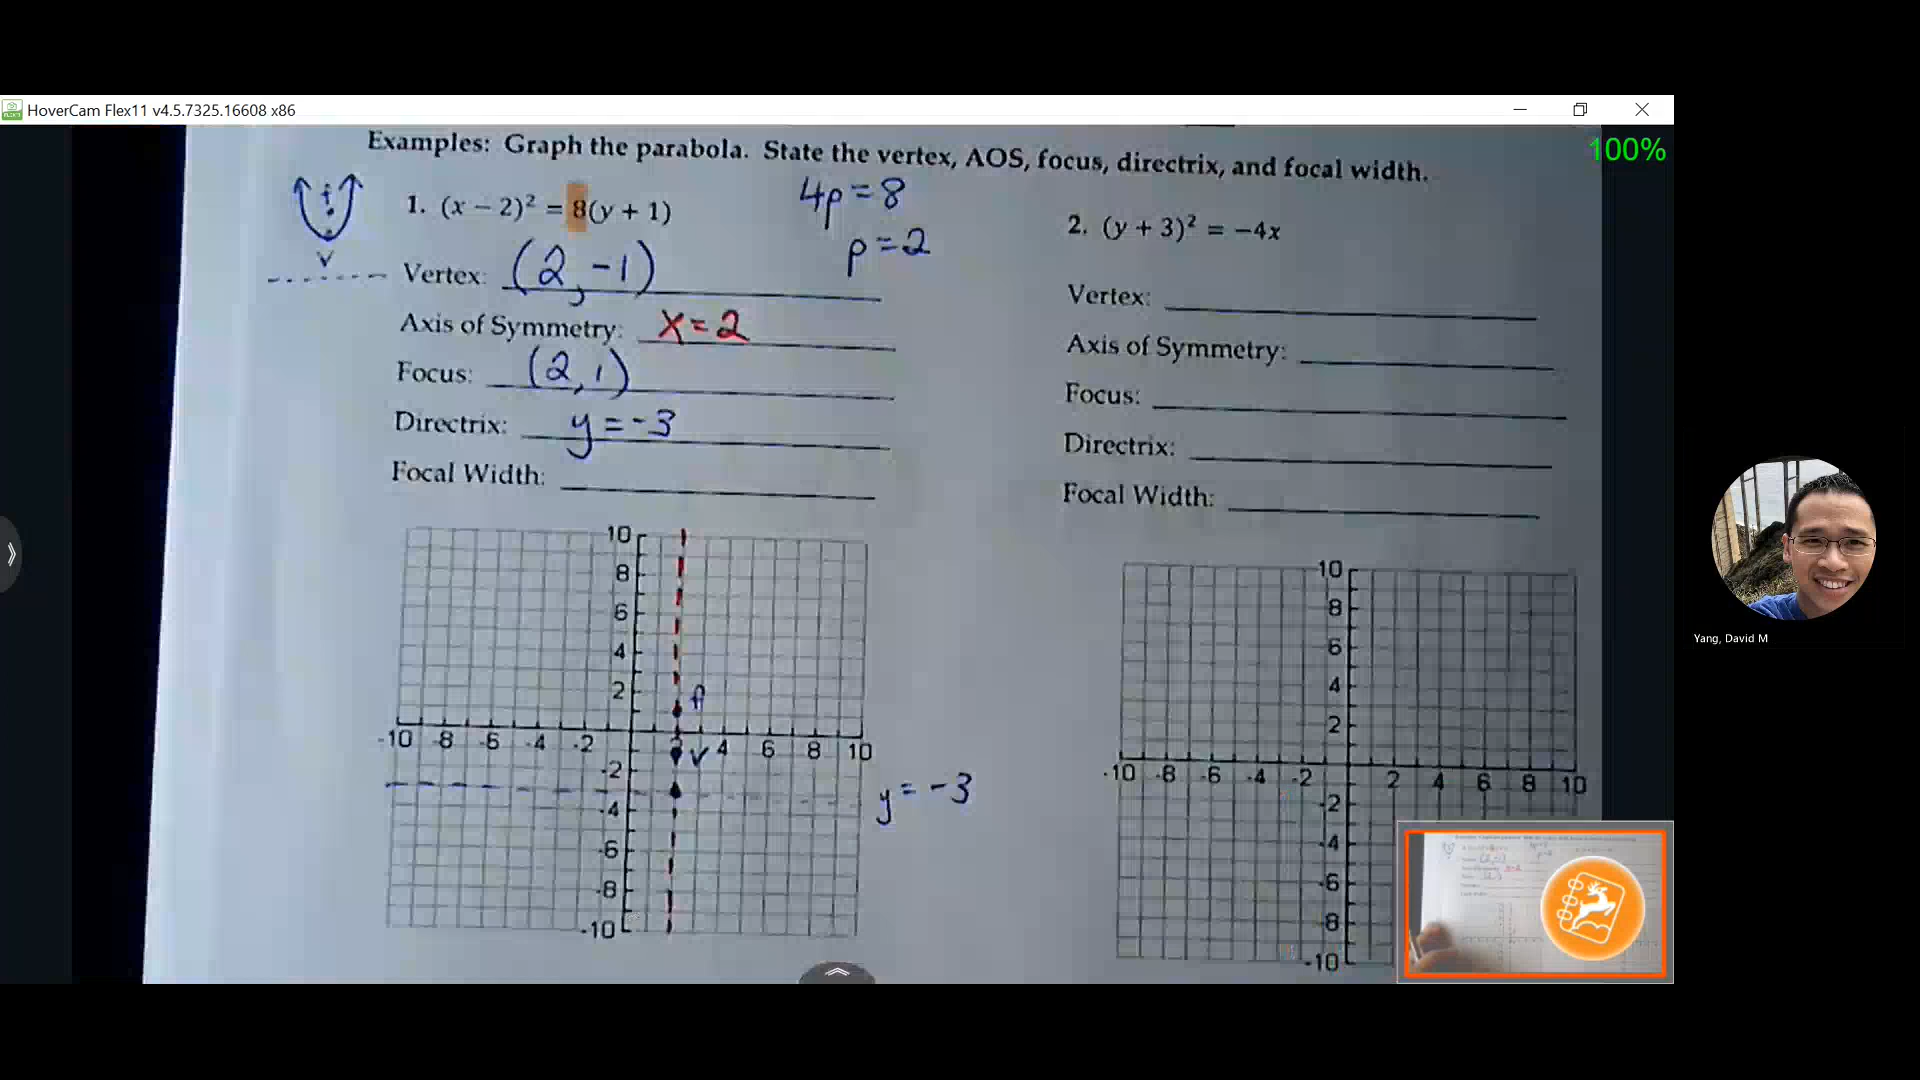 HoverCam Flex11 v4.5.7325.16608 x86
100%
Examples: Graph the parabola. State the vertex, AOS, focus, directrix, and focal width.
1. (x – 2)² = 8(y + 1)
4p = 8
p = 2
v
Vertex: (2, -1)
Axis of Symmetry: x = 2
Focus: (2, 1)
Directrix: y = -3
Focal Width:
10
8
6
4
2
-10 -8 -6 -4 -2 2 4 6 8 10
-2
-4
-6
-8
-10
f
V
y = -3
2. (y + 3)² = –4x
Vertex:
Axis of Symmetry:
Focus:
Directrix:
Focal Width:
10
8
6
4
2
-10 -8 -6 -4 -2 2 4 6 8 10
-2
-4
-6
-8
-10
Yang, David M